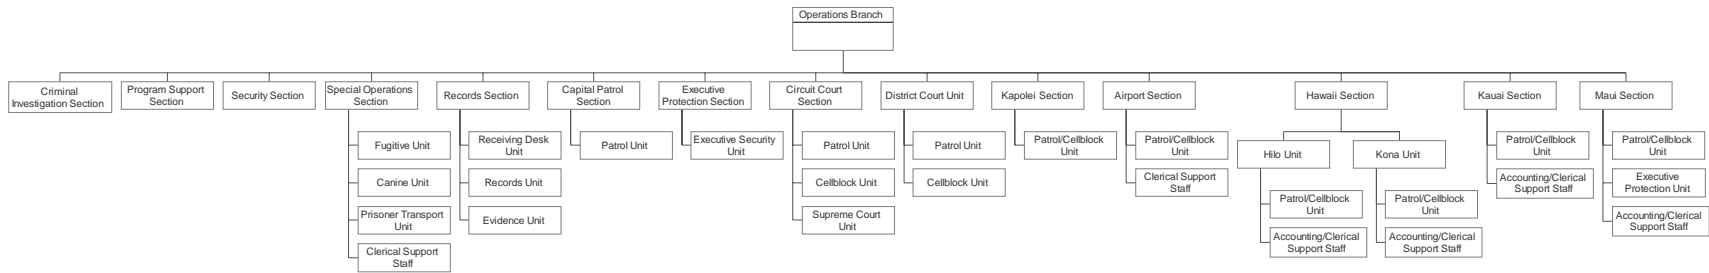 Operations Branch
Criminal
Investigation Section
Program Support
Section
Security Section
Special Operations
Section
Records Section
Capital Patrol
Section
Executive
Protection Section
Circuit Court
Section
District Court Unit
Kapolei Section
Airport Section
Hawaii Section
Kauai Section
Maui Section
Fugitive Unit
Canine Unit
Prisoner Transport
Unit
Clerical Support
Staff
Receiving Desk
Unit
Records Unit
Evidence Unit
Patrol Unit
Executive Security
Unit
Patrol Unit
Cellblock Unit
Supreme Court
Unit
Patrol Unit
Cellblock Unit
Patrol/Cellblock
Unit
Patrol/Cellblock
Unit
Clerical Support
Staff
Hilo Unit
Patrol/Cellblock
Unit
Accounting/Clerical
Support Staff
Kona Unit
Patrol/Cellblock
Unit
Accounting/Clerical
Support Staff
Patrol/Cellblock
Unit
Accounting/Clerical
Support Staff
Patrol/Cellblock
Unit
Executive
Protection Unit
Accounting/Clerical
Support Staff